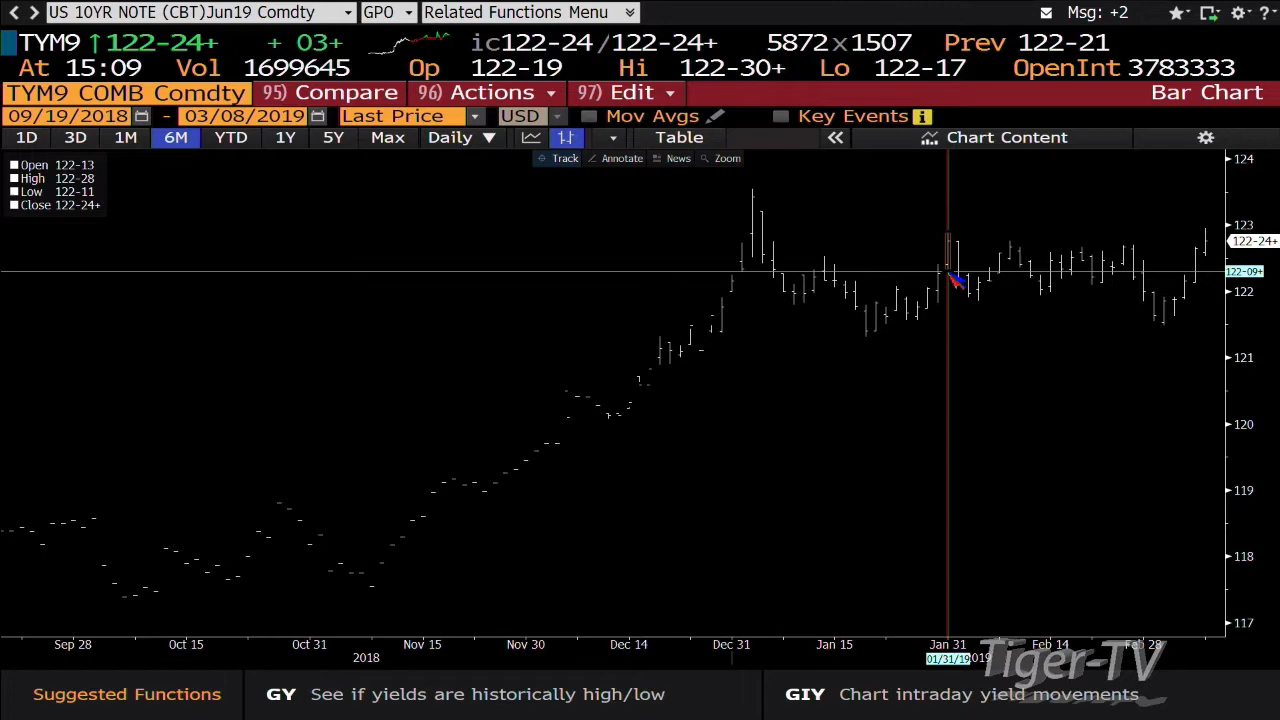 US 10YR NOTE (CBT)Jun19 Comdty GPO Related Functions Menu Msg: +2 ?
TYM9 ↑122-24+ + 03+ ic122-24 /122-24+ 5872 x1507 Prev 122-21
At 15:09 Vol 1699645 Op 122-19 Hi 122-30+ Lo 122-17 OpenInt 3783333
TYM9 COMB Comdty 95) Compare 96) Actions 97) Edit Bar Chart
09/19/2018 - 03/08/2019 Last Price USD Mov Avgs Key Events i
1D 3D 1M 6M YTD 1Y 5Y Max Daily ▼ Table « Chart Content
Track Annotate News Zoom
Open 122-13
High 122-28
Low 122-11
Close 122-24+
124
123
122-24+
122-09+
122
121
120
119
118
117
Sep 28 Oct 15 Oct 31 Nov 15 Nov 30 Dec 14 Dec 31 Jan 15 Jan 31 Feb 14 Feb 28
2018 01/31/19 2019
Tiger-TV
Suggested Functions GY See if yields are historically high/low GIY Chart intraday yield movements